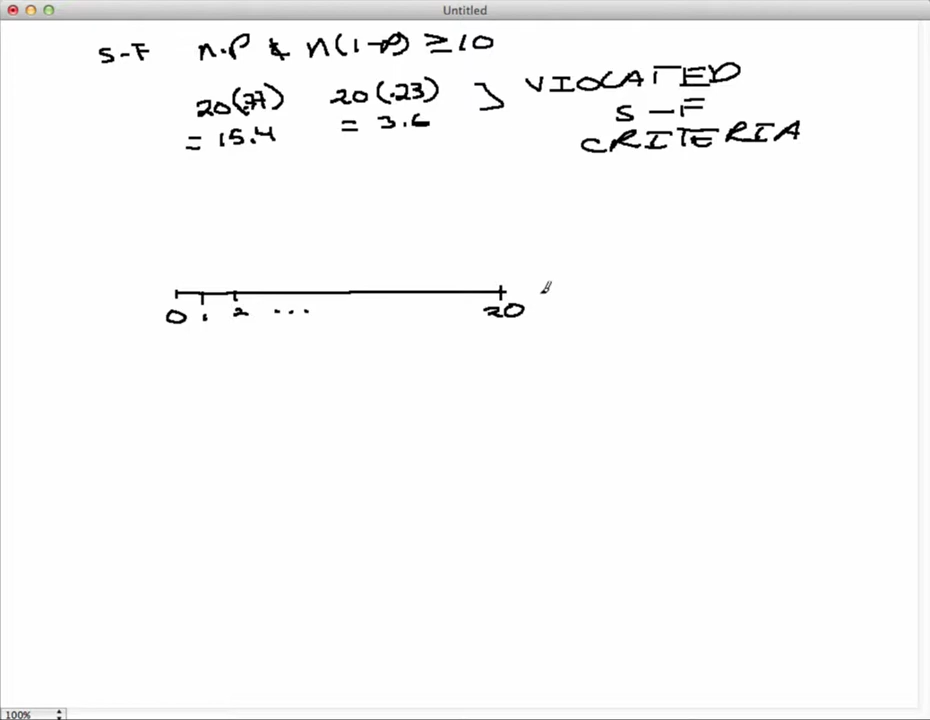 Untitled
S-F n.p & n(1-p) ≥10
20(.77) 20(.23) } VIOLATED
= 15.4 = 3.6 S-F
CRITERIA
0 1 2 ... 20
100%